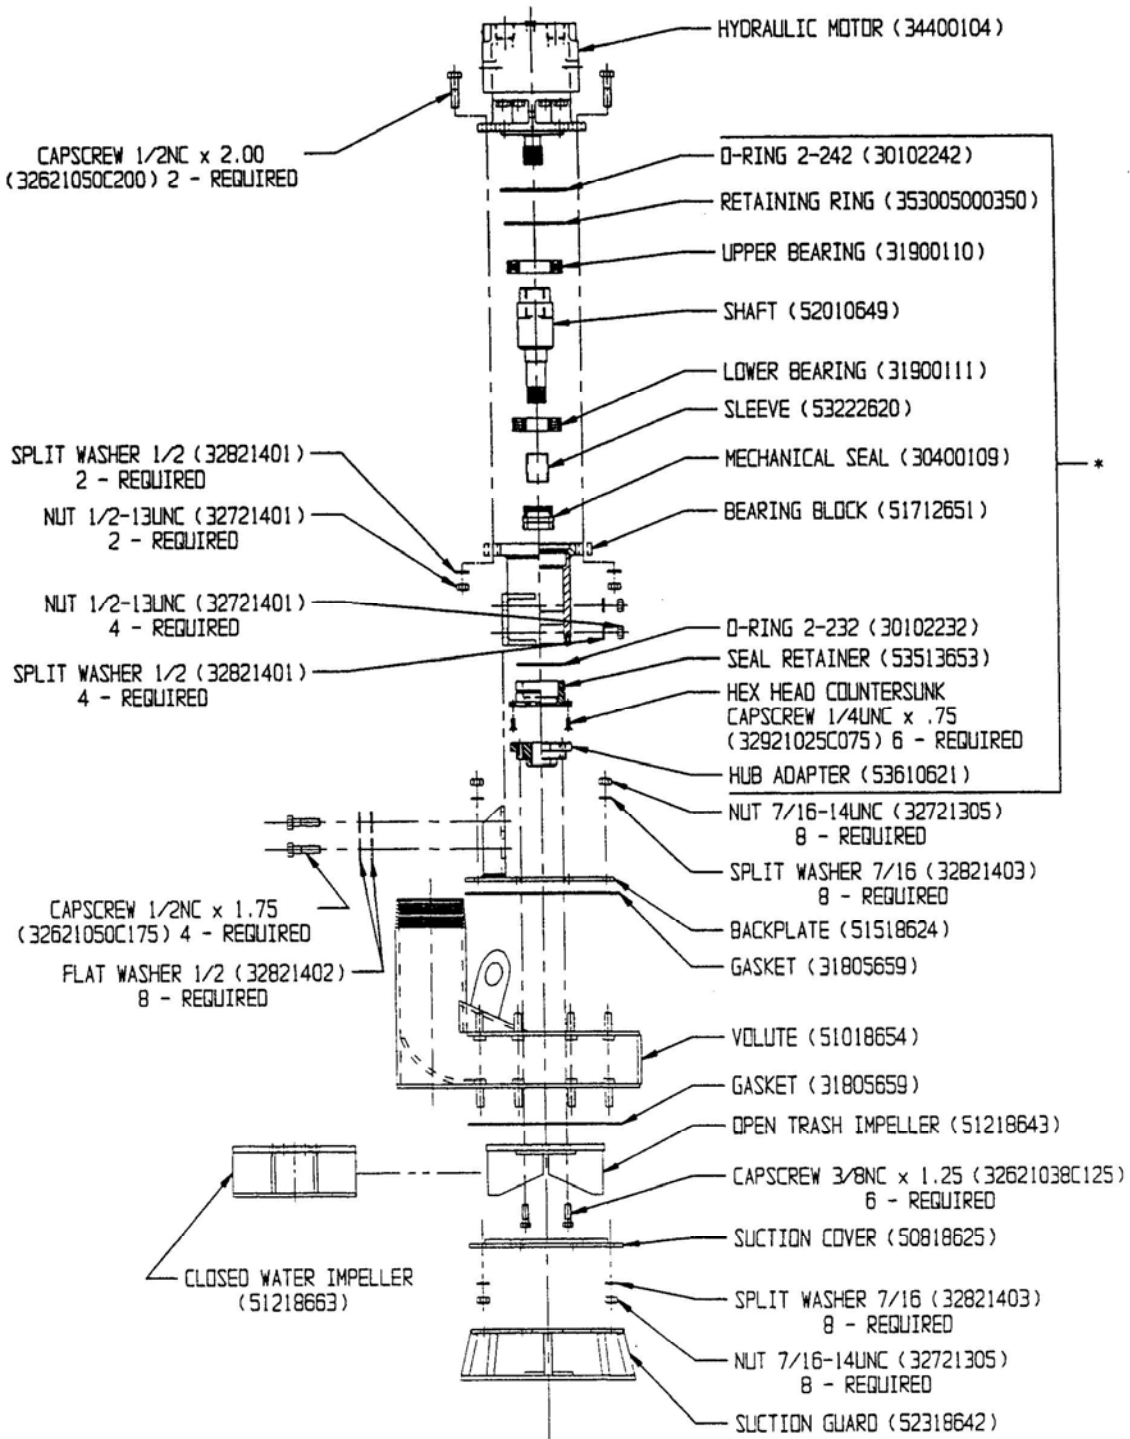 HYDRAULIC MOTOR (34400104)
CAPSCREW 1/2NC x 2.00
(32621050C200) 2 - REQUIRED
O-RING 2-242 (30102242)
RETAINING RING (353005000350)
UPPER BEARING (31900110)
SHAFT (52010649)
LOWER BEARING (31900111)
SLEEVE (53222620)
MECHANICAL SEAL (30400109)
*
BEARING BLOCK (51712651)
SPLIT WASHER 1/2 (32821401)
2 - REQUIRED
NUT 1/2-13UNC (32721401)
2 - REQUIRED
NUT 1/2-13UNC (32721401)
4 - REQUIRED
SPLIT WASHER 1/2 (32821401)
4 - REQUIRED
O-RING 2-232 (30102232)
SEAL RETAINER (53513653)
HEX HEAD COUNTERSUNK
CAPSCREW 1/4UNC x .75
(32921025C075) 6 - REQUIRED
HUB ADAPTER (53610621)
NUT 7/16-14UNC (32721305)
8 - REQUIRED
SPLIT WASHER 7/16 (32821403)
8 - REQUIRED
CAPSCREW 1/2NC x 1.75
(32621050C175) 4 - REQUIRED
FLAT WASHER 1/2 (32821402)
8 - REQUIRED
BACKPLATE (51518624)
GASKET (31805659)
VOLUTE (51018654)
GASKET (31805659)
OPEN TRASH IMPELLER (51218643)
CAPSCREW 3/8NC x 1.25 (32621038C125)
6 - REQUIRED
SUCTION COVER (50818625)
CLOSED WATER IMPELLER
(51218663)
SPLIT WASHER 7/16 (32821403)
8 - REQUIRED
NUT 7/16-14UNC (32721305)
8 - REQUIRED
SUCTION GUARD (52318642)